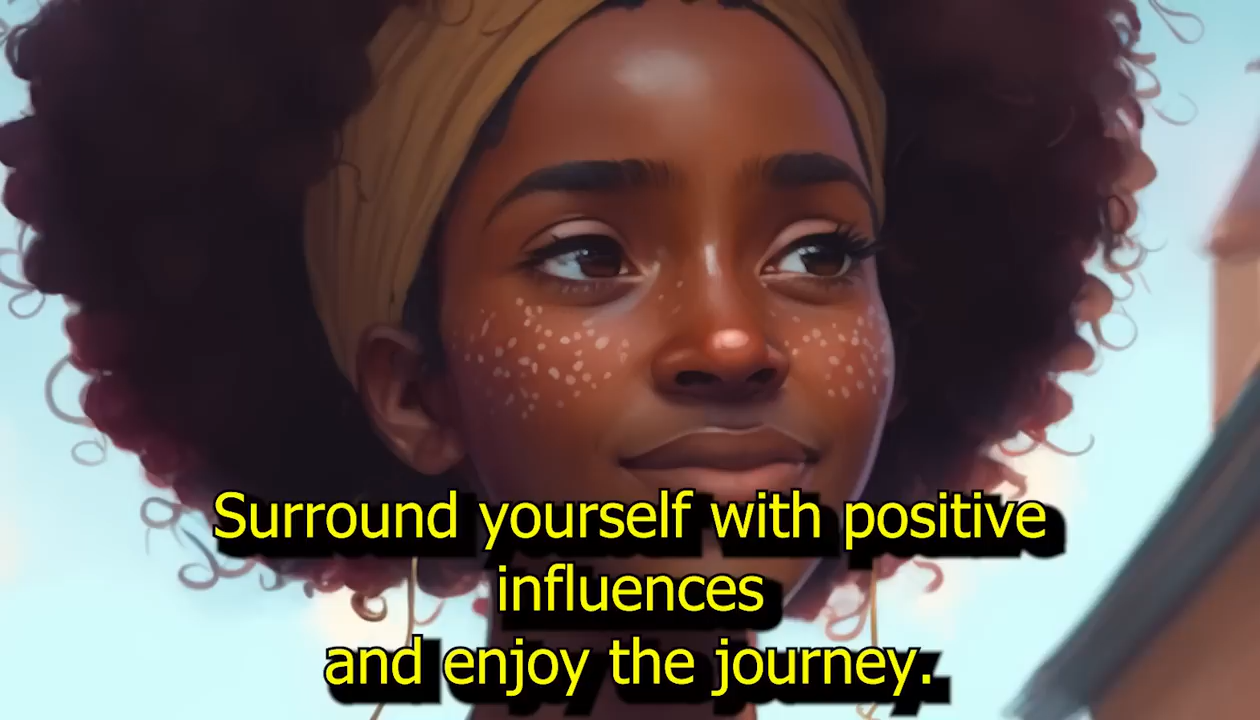 Surround yourself with positive
influences
and enjoy the journey.